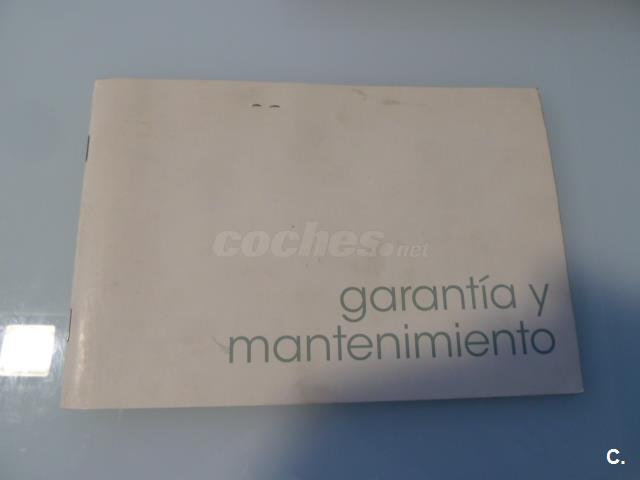 coches.net
garantía y
mantenimiento
C.